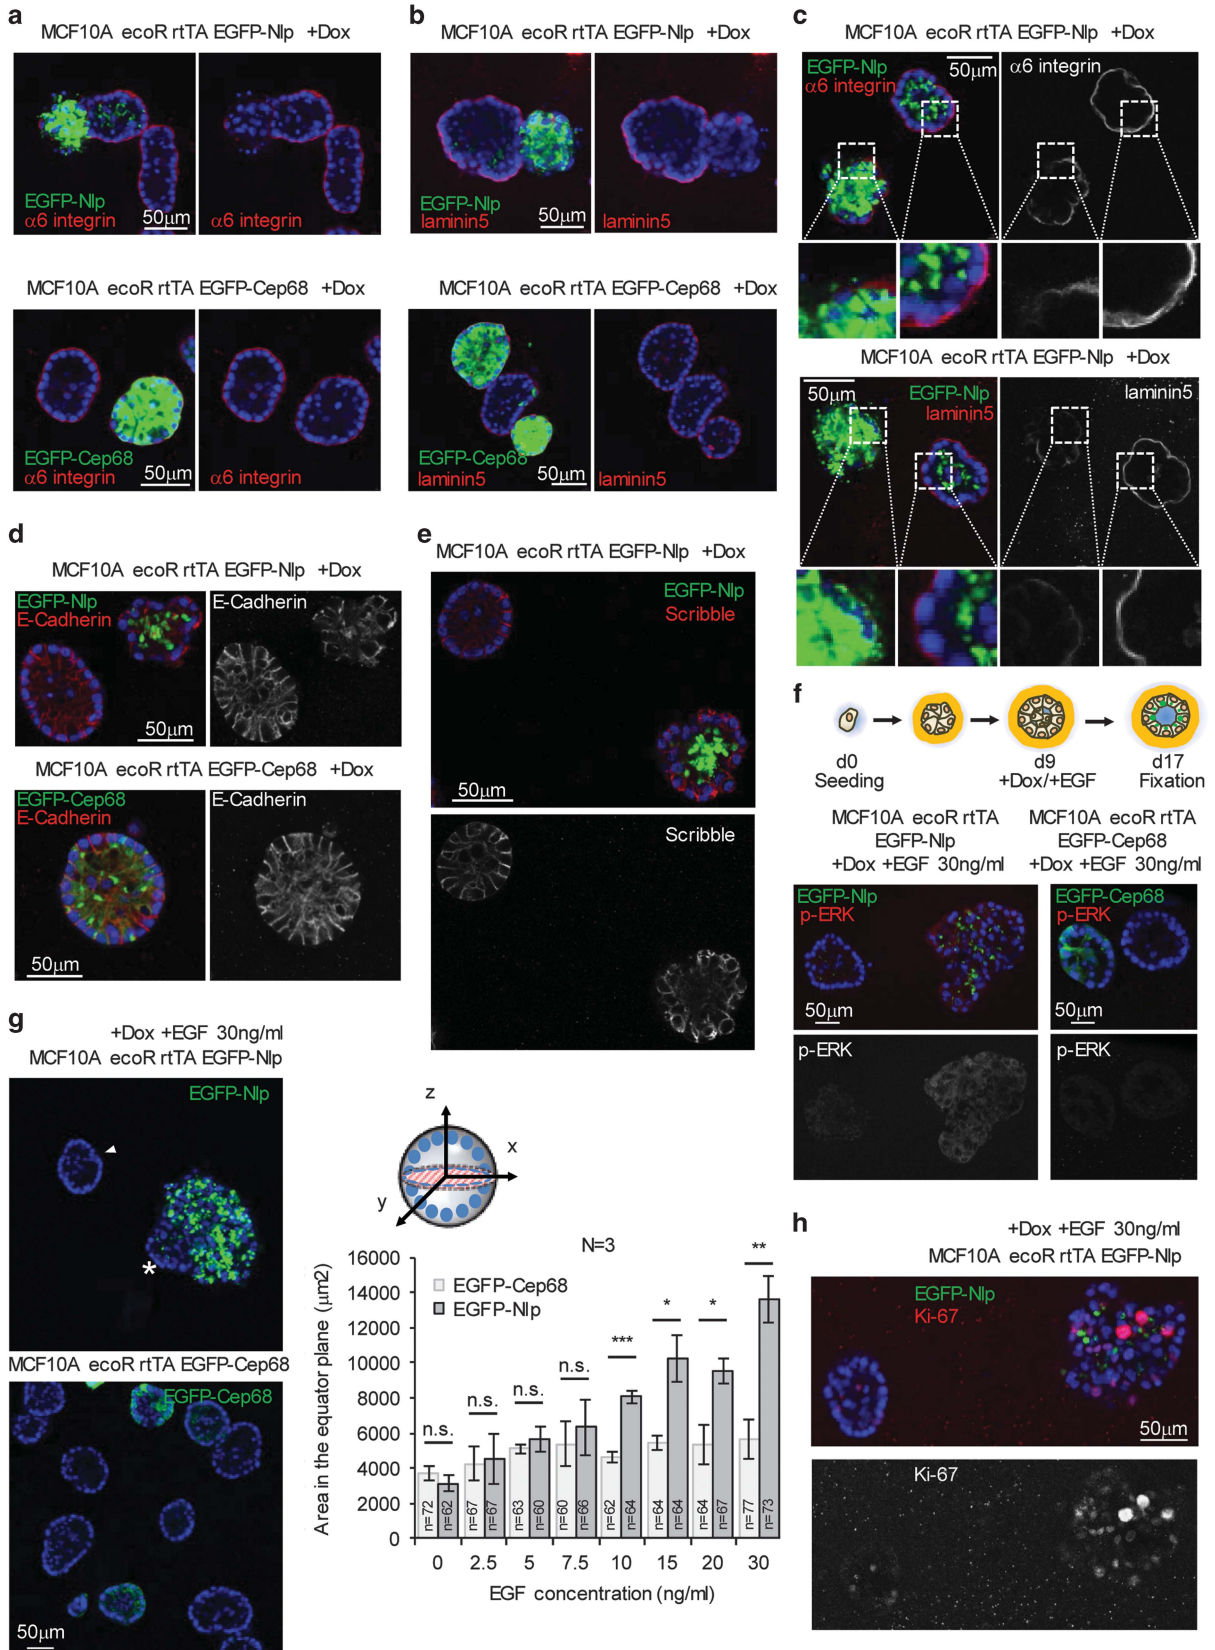 a
MCF10A ecoR rtTA EGFP-Nlp +Dox
EGFP-Nlp
α6 integrin
50µm
α6 integrin
MCF10A ecoR rtTA EGFP-Cep68 +Dox
EGFP-Cep68
α6 integrin
50µm
α6 integrin
b
MCF10A ecoR rtTA EGFP-Nlp +Dox
EGFP-Nlp
laminin5
50µm
laminin5
MCF10A ecoR rtTA EGFP-Cep68 +Dox
EGFP-Cep68
laminin5
50µm
laminin5
c
MCF10A ecoR rtTA EGFP-Nlp +Dox
EGFP-Nlp
α6 integrin
50µm
α6 integrin
MCF10A ecoR rtTA EGFP-Nlp +Dox
50µm
EGFP-Nlp
laminin5
laminin5
d
MCF10A ecoR rtTA EGFP-Nlp +Dox
EGFP-Nlp
E-Cadherin
50µm
E-Cadherin
MCF10A ecoR rtTA EGFP-Cep68 +Dox
EGFP-Cep68
E-Cadherin
50µm
E-Cadherin
e
MCF10A ecoR rtTA EGFP-Nlp +Dox
EGFP-Nlp
Scribble
50µm
Scribble
f
d0
Seeding
d9
+Dox/+EGF
d17
Fixation
MCF10A ecoR rtTA
EGFP-Nlp
+Dox +EGF 30ng/ml
MCF10A ecoR rtTA
EGFP-Cep68
+Dox +EGF 30ng/ml
EGFP-Nlp
p-ERK
50µm
EGFP-Cep68
p-ERK
50µm
p-ERK
p-ERK
g
+Dox +EGF 30ng/ml
MCF10A ecoR rtTA EGFP-Nlp
EGFP-Nlp
*
MCF10A ecoR rtTA EGFP-Cep68
EGFP-Cep68
50µm
z
x
y
N=3
Area in the equator plane (µm2)
16000
14000
12000
10000
8000
6000
4000
2000
0
EGFP-Cep68
EGFP-Nlp
n.s.
n.s.
n.s.
n.s.
***
*
*
**
n=72
n=62
n=67
n=67
n=63
n=60
n=60
n=66
n=62
n=64
n=64
n=64
n=64
n=67
n=77
n=73
0 2.5 5 7.5 10 15 20 30
EGF concentration (ng/ml)
h
+Dox +EGF 30ng/ml
MCF10A ecoR rtTA EGFP-Nlp
EGFP-Nlp
Ki-67
50µm
Ki-67